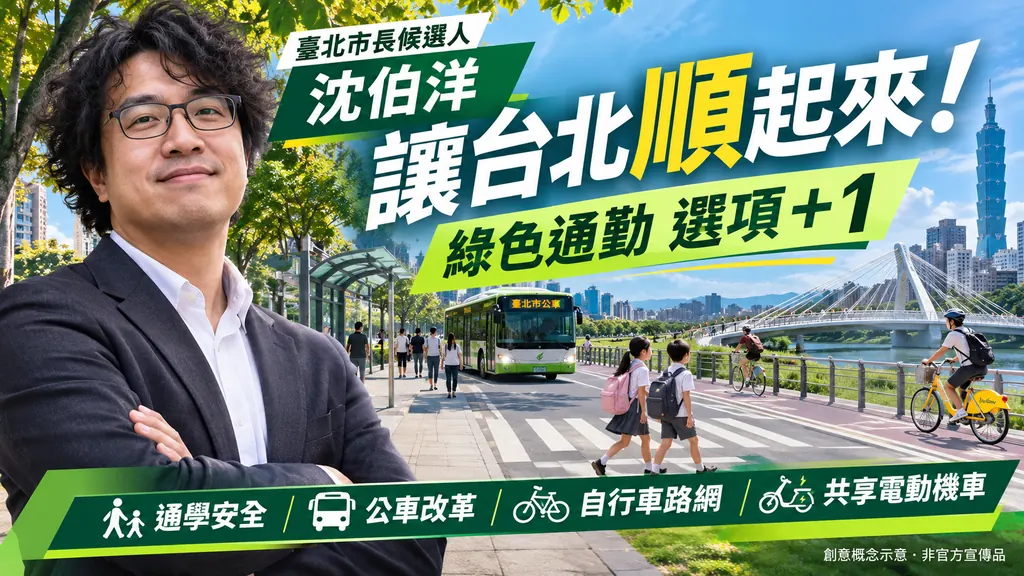 臺北市長候選人
沈伯洋
讓台北順起來！
綠色通勤 選項+1
臺北市公車
通學安全
公車改革
自行車路網
共享電動機車
創意概念示意・非官方宣傳品